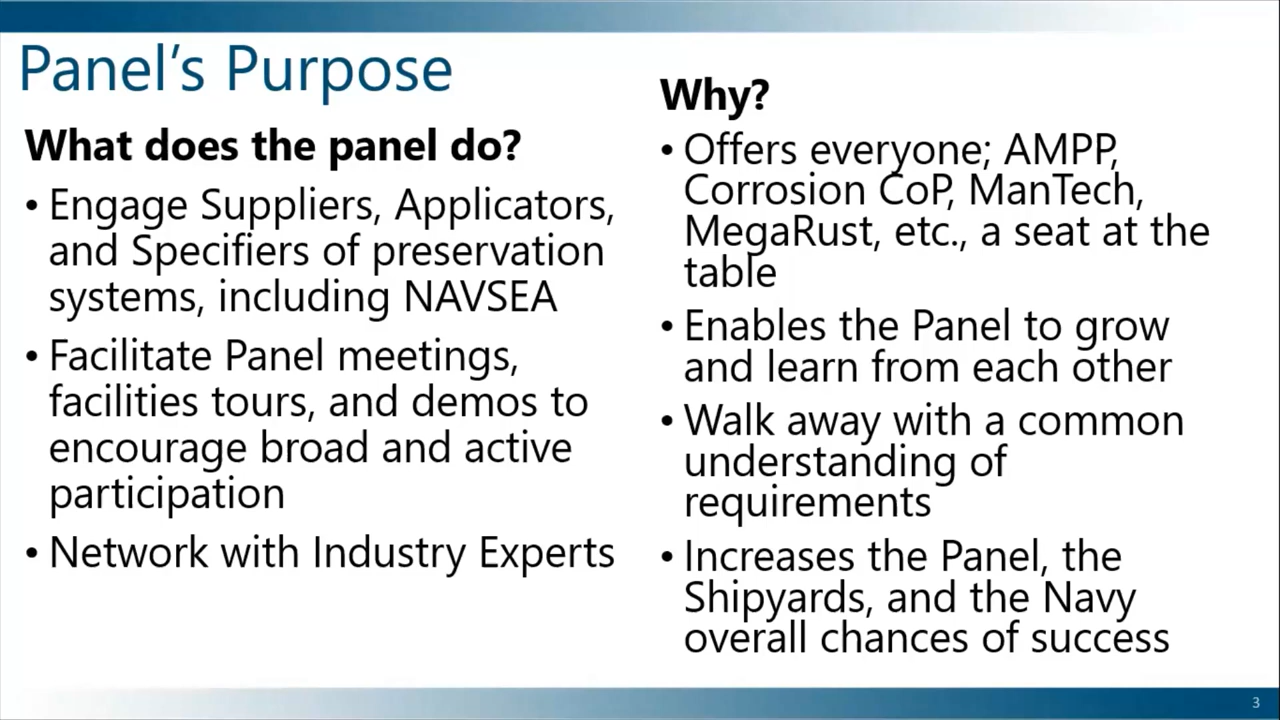 Panel's Purpose
What does the panel do?
• Engage Suppliers, Applicators,
and Specifiers of preservation
systems, including NAVSEA
• Facilitate Panel meetings,
facilities tours, and demos to
encourage broad and active
participation
• Network with Industry Experts
Why?
• Offers everyone; AMPP,
Corrosion CoP, ManTech,
MegaRust, etc., a seat at the
table
• Enables the Panel to grow
and learn from each other
• Walk away with a common
understanding of
requirements
• Increases the Panel, the
Shipyards, and the Navy
overall chances of success
3